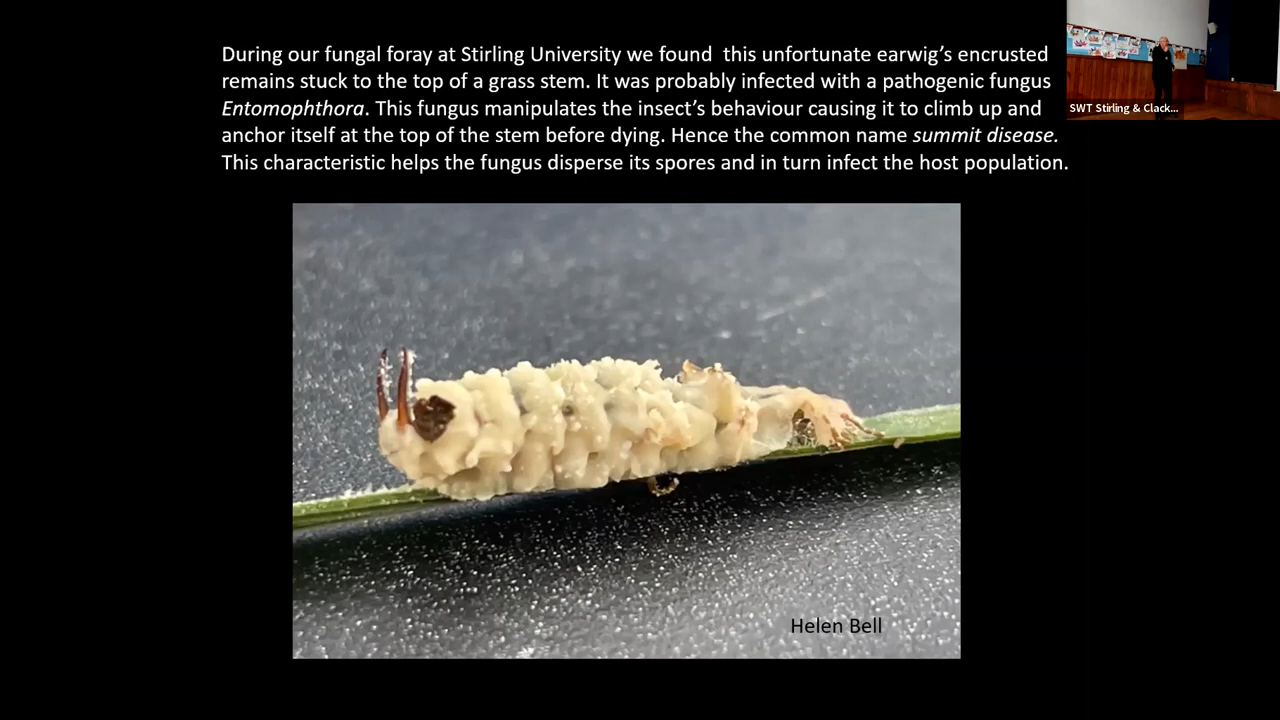 During our fungal foray at Stirling University we found  this unfortunate earwig’s encrusted
remains stuck to the top of a grass stem. It was probably infected with a pathogenic fungus
Entomophthora. This fungus manipulates the insect’s behaviour causing it to climb up and
anchor itself at the top of the stem before dying. Hence the common name summit disease.
This characteristic helps the fungus disperse its spores and in turn infect the host population.
SWT Stirling & Clack...
Helen Bell